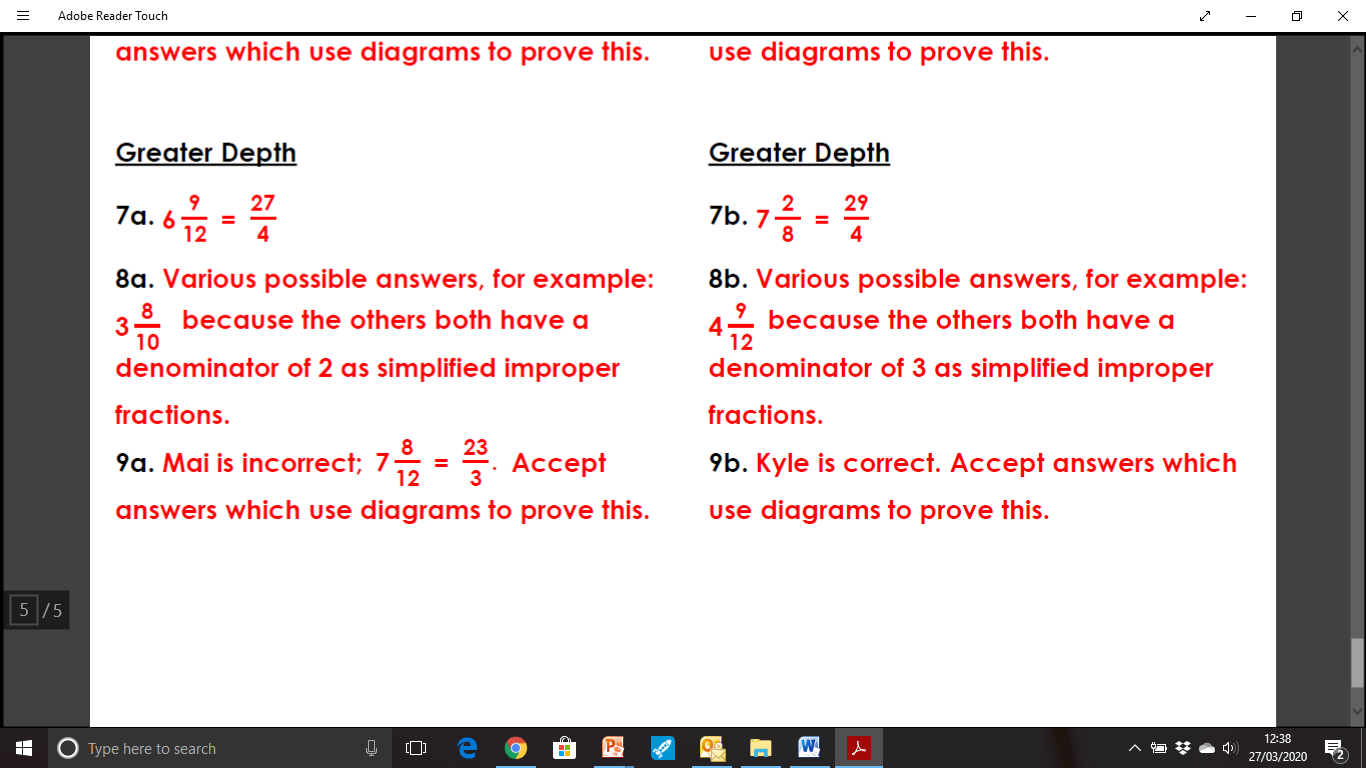 Adobe Reader Touch
answers which use diagrams to prove this.
Greater Depth
7a. 6 9/12 = 27/4
8a. Various possible answers, for example:
3 8/10 because the others both have a
denominator of 2 as simplified improper
fractions.
9a. Mai is incorrect; 7 8/12 = 23/3. Accept
answers which use diagrams to prove this.
use diagrams to prove this.
Greater Depth
7b. 7 2/8 = 29/4
8b. Various possible answers, for example:
4 9/12 because the others both have a
denominator of 3 as simplified improper
fractions.
9b. Kyle is correct. Accept answers which
use diagrams to prove this.
5 / 5
Type here to search
12:38
27/03/2020
2